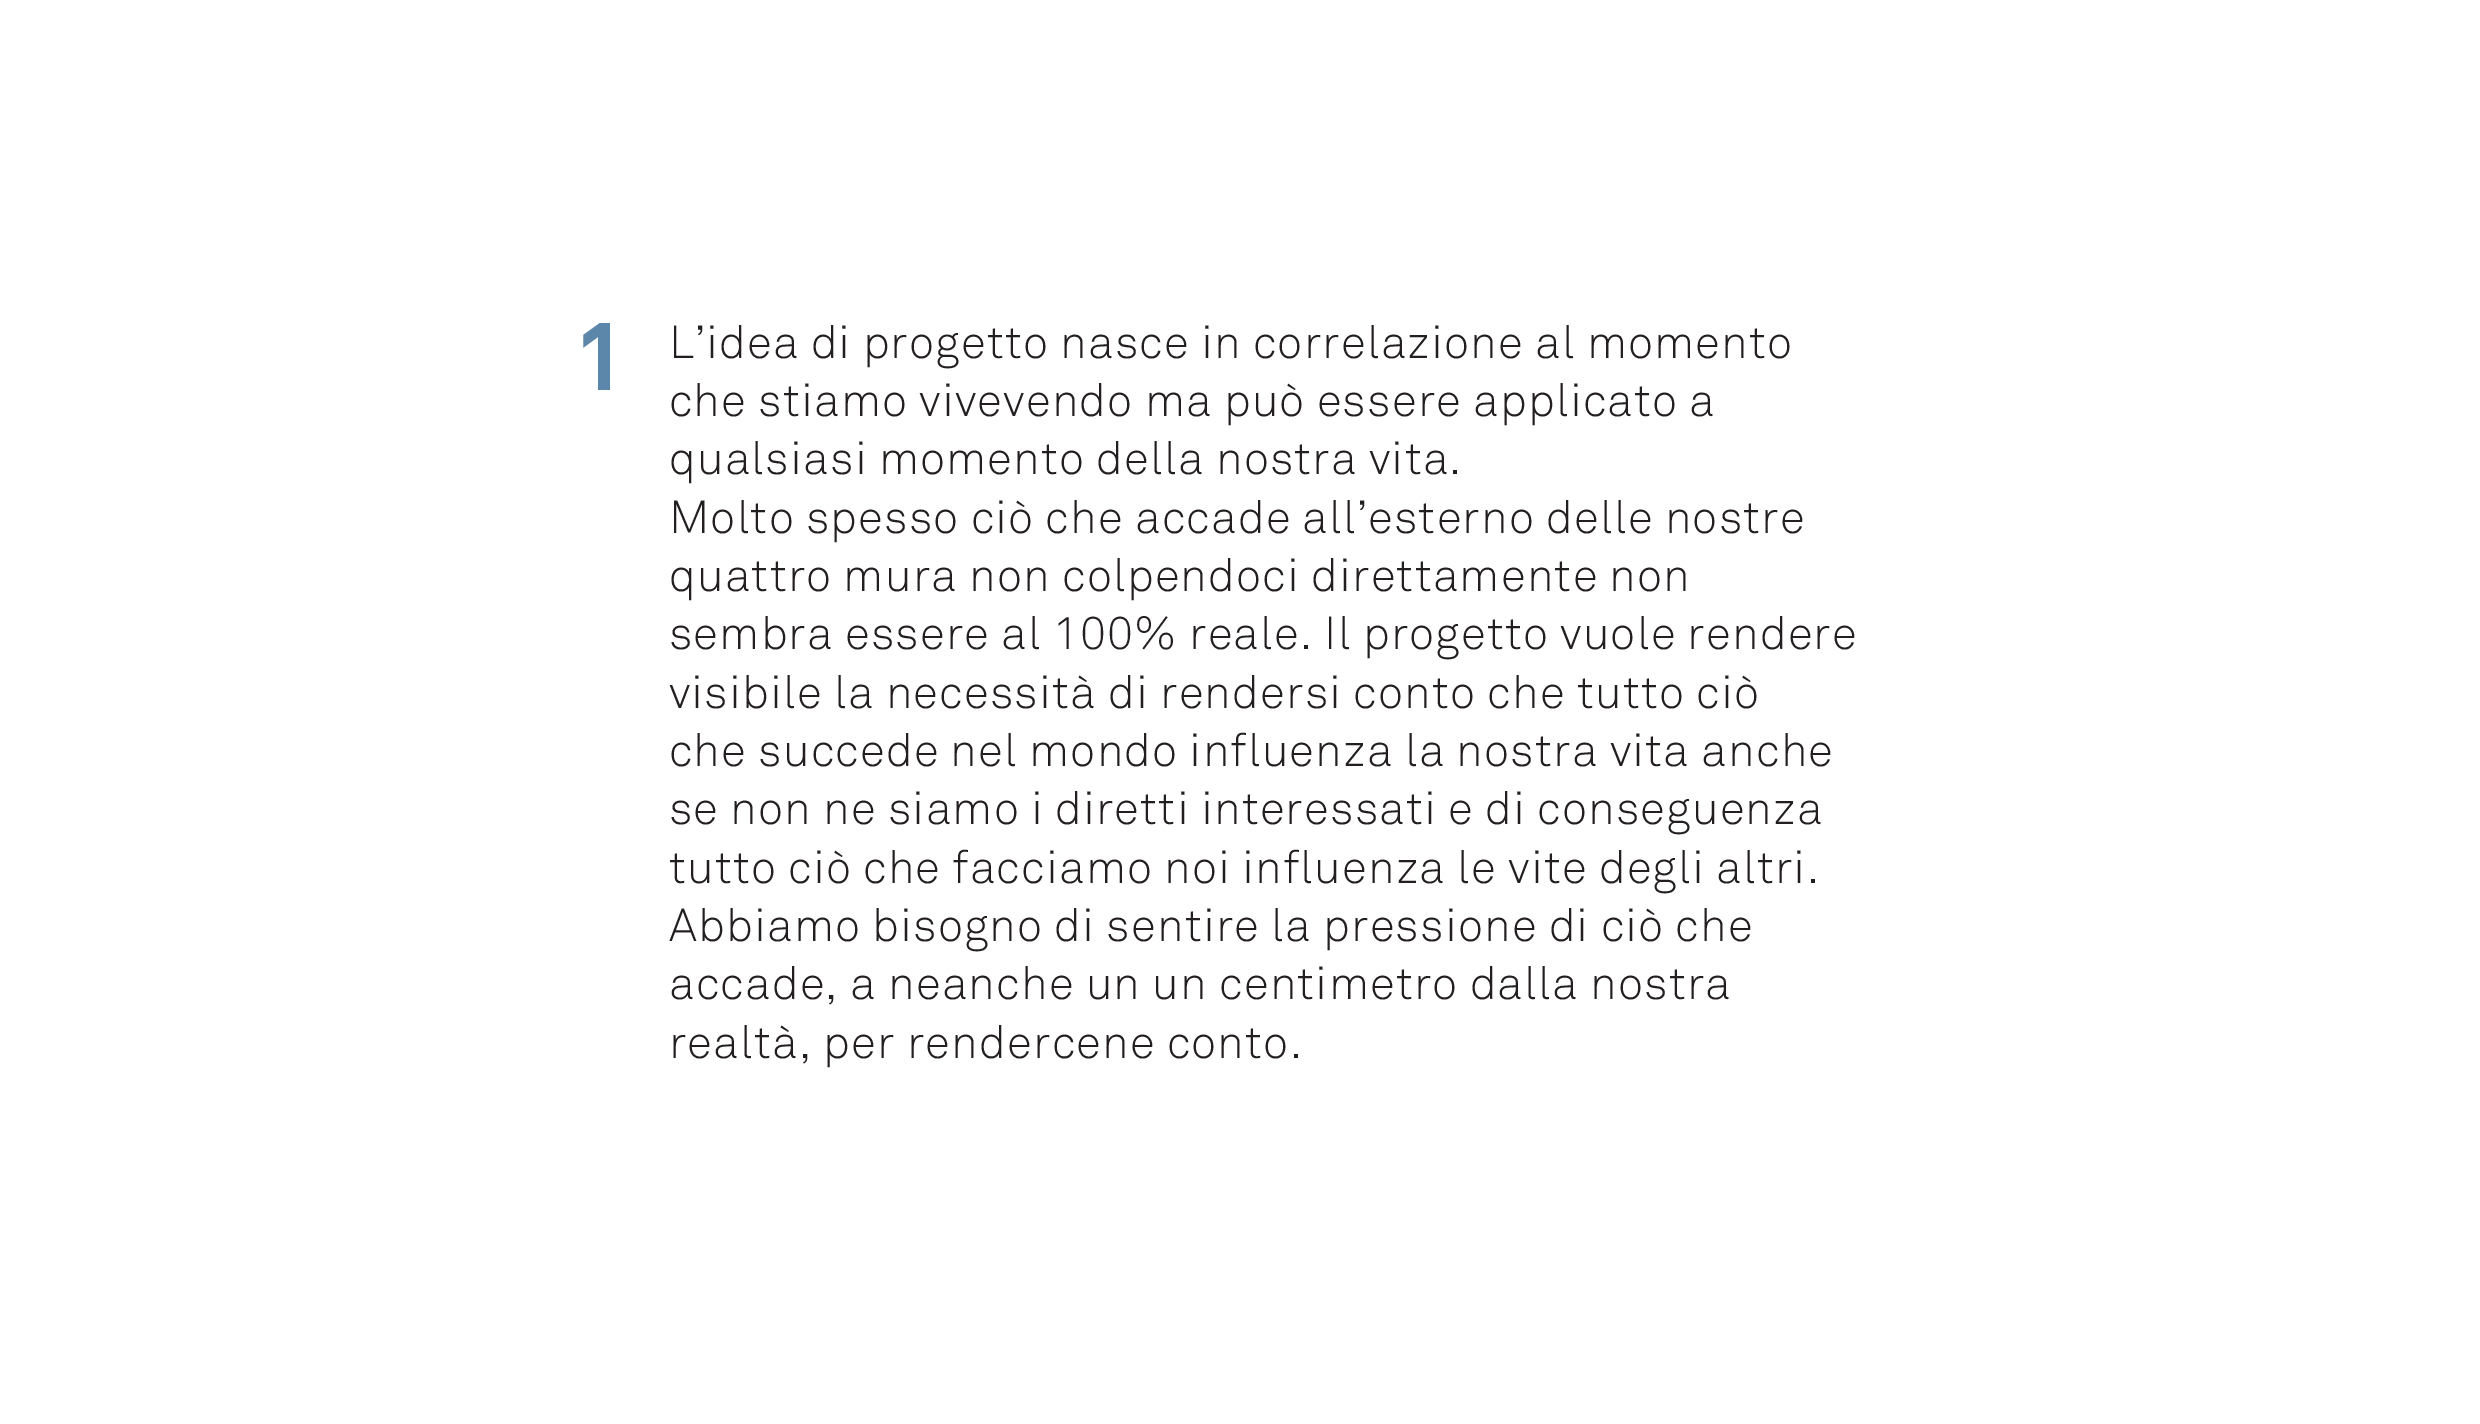 1 L’idea di progetto nasce in correlazione al momento
che stiamo vivevendo ma può essere applicato a
qualsiasi momento della nostra vita.
Molto spesso ciò che accade all’esterno delle nostre
quattro mura non colpendoci direttamente non
sembra essere al 100% reale. Il progetto vuole rendere
visibile la necessità di rendersi conto che tutto ciò
che succede nel mondo influenza la nostra vita anche
se non ne siamo i diretti interessati e di conseguenza
tutto ciò che facciamo noi influenza le vite degli altri.
Abbiamo bisogno di sentire la pressione di ciò che
accade, a neanche un un centimetro dalla nostra
realtà, per rendercene conto.